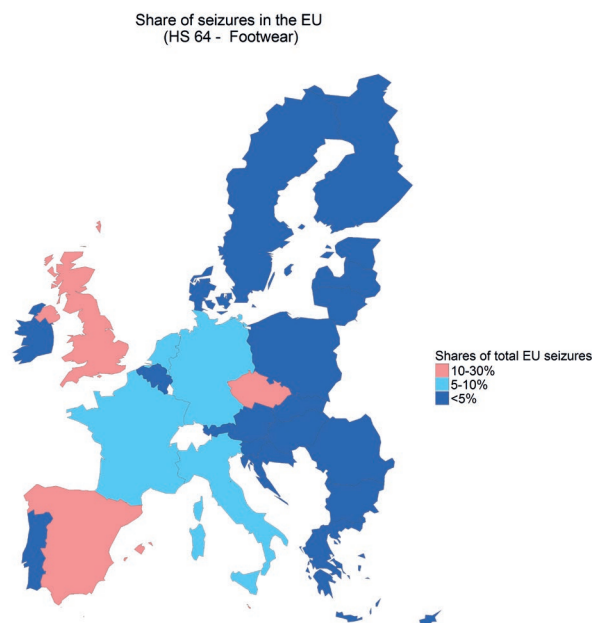 Share of seizures in the EU
(HS 64 - Footwear)
Shares of total EU seizures
10-30%
5-10%
<5%